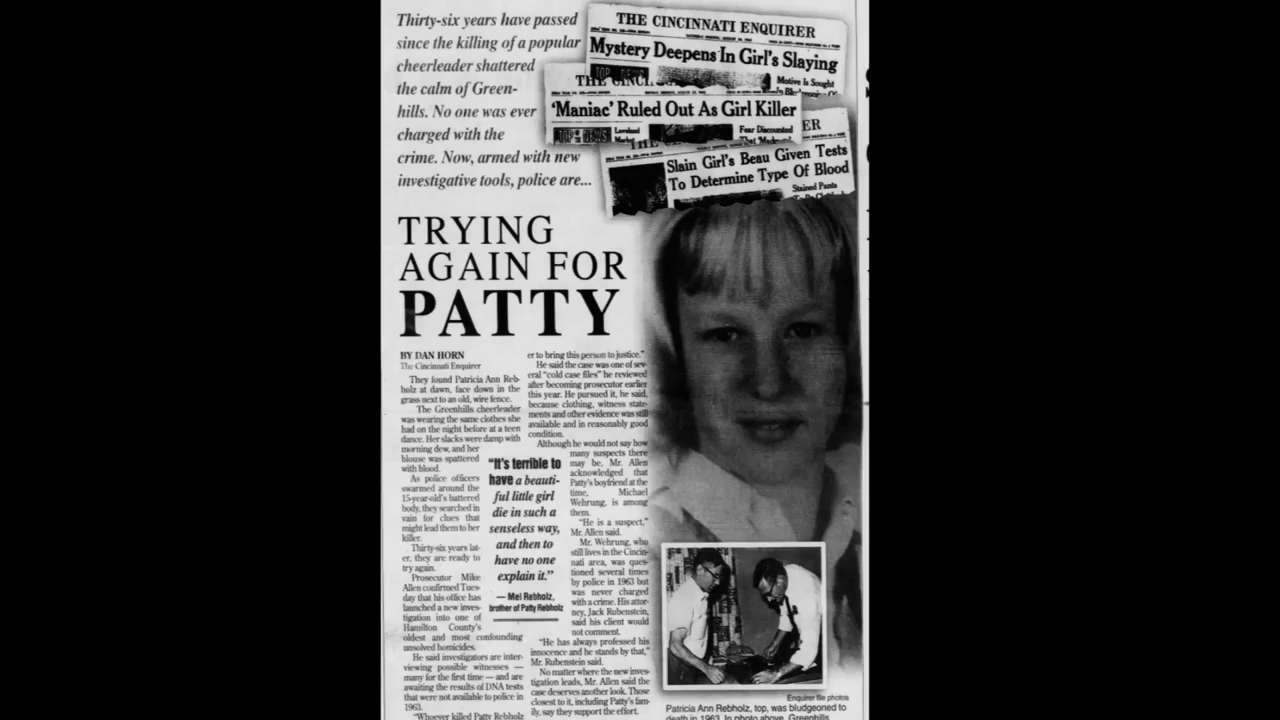 Thirty-six years have passed
since the killing of a popular
cheerleader shattered
the calm of Green-
hills. No one was ever
charged with the
crime. Now, armed with new
investigative tools, police are...
THE CINCINNATI ENQUIRER
Mystery Deepens In Girl's Slaying
Motive Is Sought
THE CINCI
'Maniac' Ruled Out As Girl Killer
TOP NEWS
Loveland
Fear Discounted
ER
Slain Girl's Beau Given Tests
To Determine Type Of Blood
Stained Pants
TRYING
AGAIN FOR
PATTY
BY DAN HORN
The Cincinnati Enquirer
They found Patricia Ann Reb-
holz at dawn, face down in the
grass next to an old, wire fence.
The Greenhills cheerleader
was wearing the same clothes she
had on the night before at a teen
dance. Her slacks were damp with
morning dew, and her
blouse was spattered
with blood.
As police officers
swarmed around the
15-year-old's battered
body, they searched in
vain for clues that
might lead them to her
killer.
Thirty-six years lat-
er, they are ready to
try again.
Prosecutor Mike
Allen confirmed Tues-
day that his office has
launched a new inves-
tigation into one of
Hamilton County's
oldest and most confounding
unsolved homicides.
He said investigators are inter-
viewing possible witnesses —
many for the first time — and are
awaiting the results of DNA tests
that were not available to police in
1963.
"Whoever killed Patty Rebholz
"It's terrible to
have a beauti-
ful little girl
die in such a
senseless way,
and then to
have no one
explain it."
— Mel Rebholz,
brother of Patty Rebholz
er to bring this person to justice."
He said the case was one of sev-
eral "cold case files" he reviewed
after becoming prosecutor earlier
this year. He pursued it, he said,
because clothing, witness state-
ments and other evidence was still
available and in reasonably good
condition.
Although he would not say how
many suspects there
may be, Mr. Allen
acknowledged that
Patty's boyfriend at the
time, Michael
Wehrung, is among
them.
"He is a suspect,"
Mr. Allen said.
Mr. Wehrung, who
still lives in the Cincin-
nati area, was ques-
tioned several times
by police in 1963 but
was never charged
with a crime. His attor-
ney, Jack Rubenstein,
said his client would
not comment.
"He has always professed his
innocence and he stands by that,"
Mr. Rubenstein said.
No matter where the new inves-
tigation leads, Mr. Allen said the
case deserves another look. Those
closest to it, including Patty's fam-
ily, say they support the effort.
Enquirer file photos
Patricia Ann Rebholz, top, was bludgeoned to
death in 1963. In photo above, Greenhills